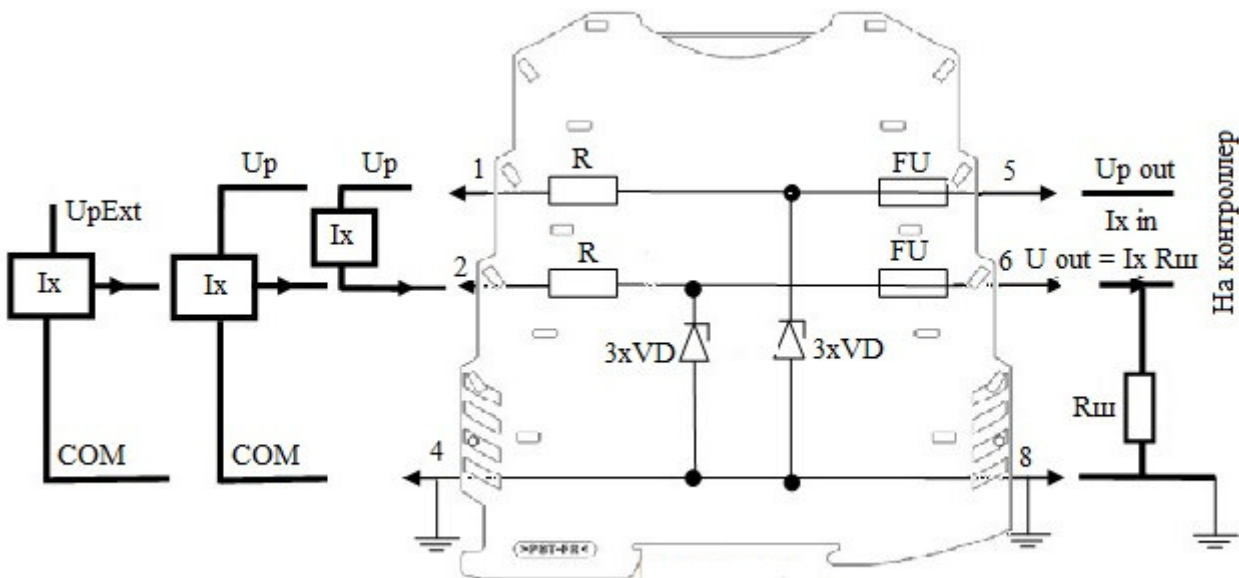 Up
Up
UpExt
Ix
Ix
Ix
COM
COM
1
R
FU
5
2
R
FU
6
3xVD
3xVD
4
8
Up out
Ix in
U out = Ix Rш
Rш
На контроллер